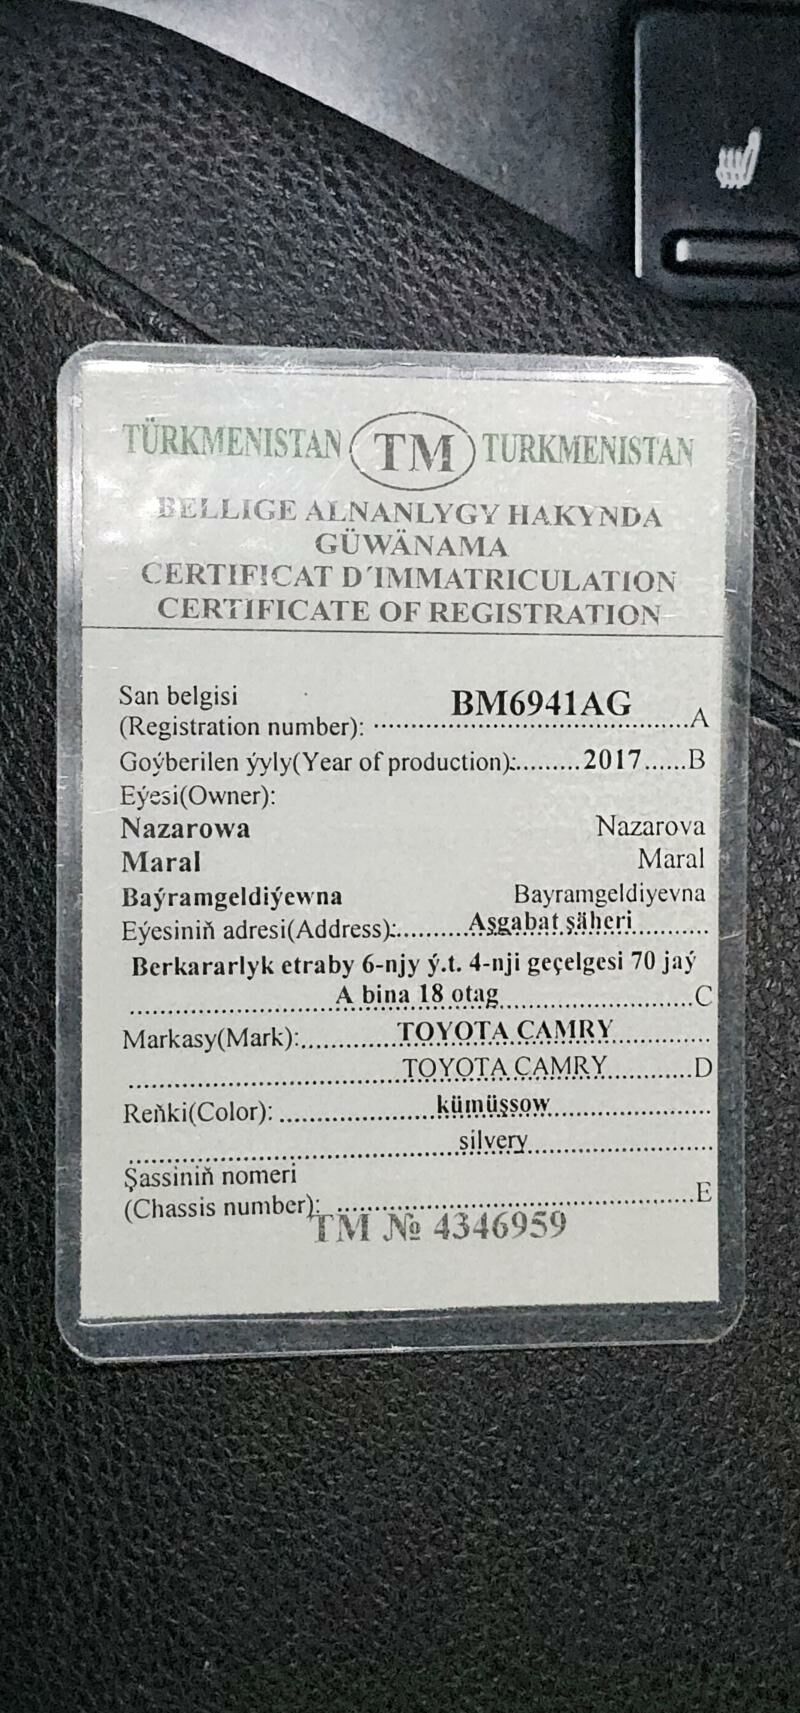 TÜRKMENISTAN TM TURKMENISTAN
BELLIGE ALNANLYGY HAKYNDA
GÜWÄNAMA
CERTIFICAT D´IMMATRICULATION
CERTIFICATE OF REGISTRATION
San belgisi
(Registration number): BM6941AG A
Goýberilen ýyly(Year of production): 2017 B
Eýesi(Owner):
Nazarowa Nazarova
Maral Maral
Baýramgeldiýewna Bayramgeldiyevna
Eýesiniň adresi(Address): Aşgabat şäheri
Berkararlyk etraby 6-njy ý.t. 4-nji geçelgesi 70 jaý
A bina 18 otag C
Markasy(Mark): TOYOTA CAMRY
TOYOTA CAMRY D
Reňki(Color): kümüşsow
silvery
Şassiniň nomeri
(Chassis number): E
TM № 4346959